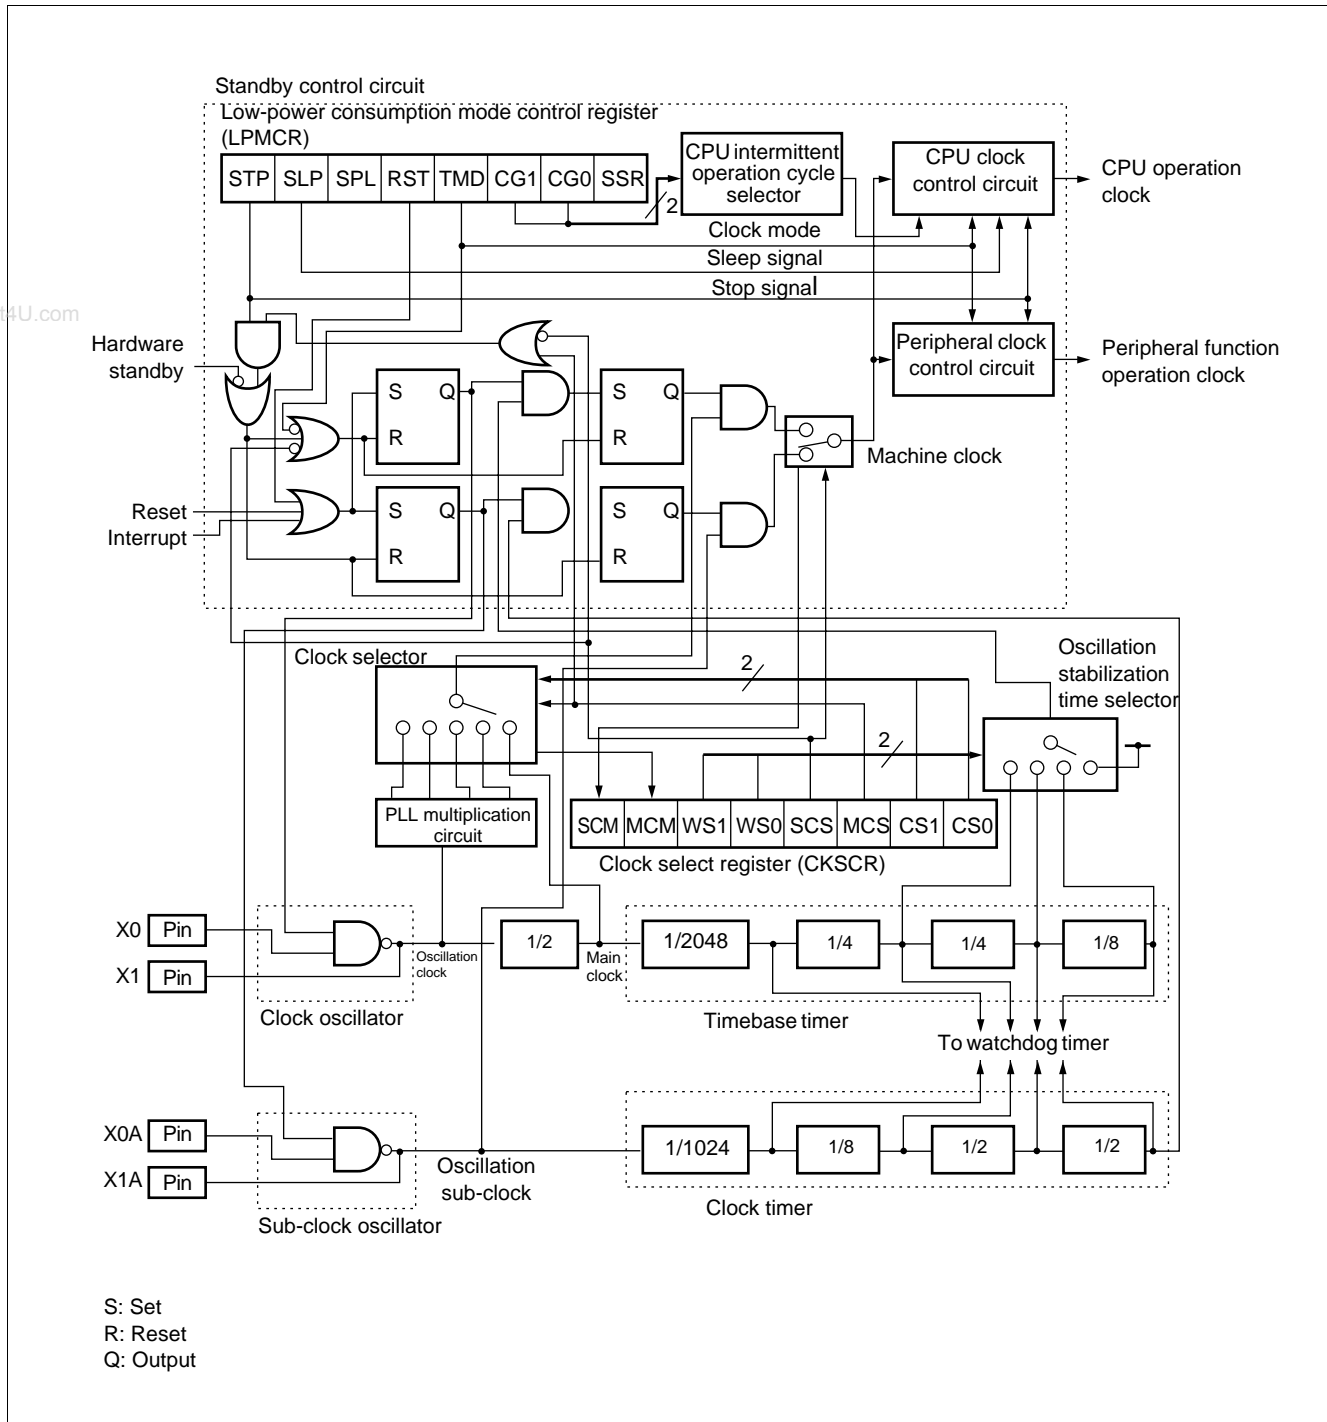 Standby control circuit
Low-power consumption mode control register
(LPMCR)
STP SLP SPL RST TMD CG1 CG0 SSR
2
CPU intermittent
operation cycle
selector
CPU clock
control circuit
CPU operation
clock
Clock mode
Sleep signal
Stop signal
t4U.com
Hardware
standby
Peripheral clock
control circuit
Peripheral function
operation clock
S Q
R
S Q
R
Machine clock
Reset
Interrupt
S Q
R
S Q
R
Clock selector
2
Oscillation
stabilization
time selector
2
PLL multiplication
circuit
SCM MCM WS1 WS0 SCS MCS CS1 CS0
Clock select register (CKSCR)
X0 Pin
X1 Pin
Oscillation
clock
1/2
Main
clock
1/2048
1/4
1/4
1/8
Clock oscillator
Timebase timer
To watchdog timer
X0A Pin
X1A Pin
Oscillation
sub-clock
1/1024
1/8
1/2
1/2
Sub-clock oscillator
Clock timer
S: Set
R: Reset
Q: Output